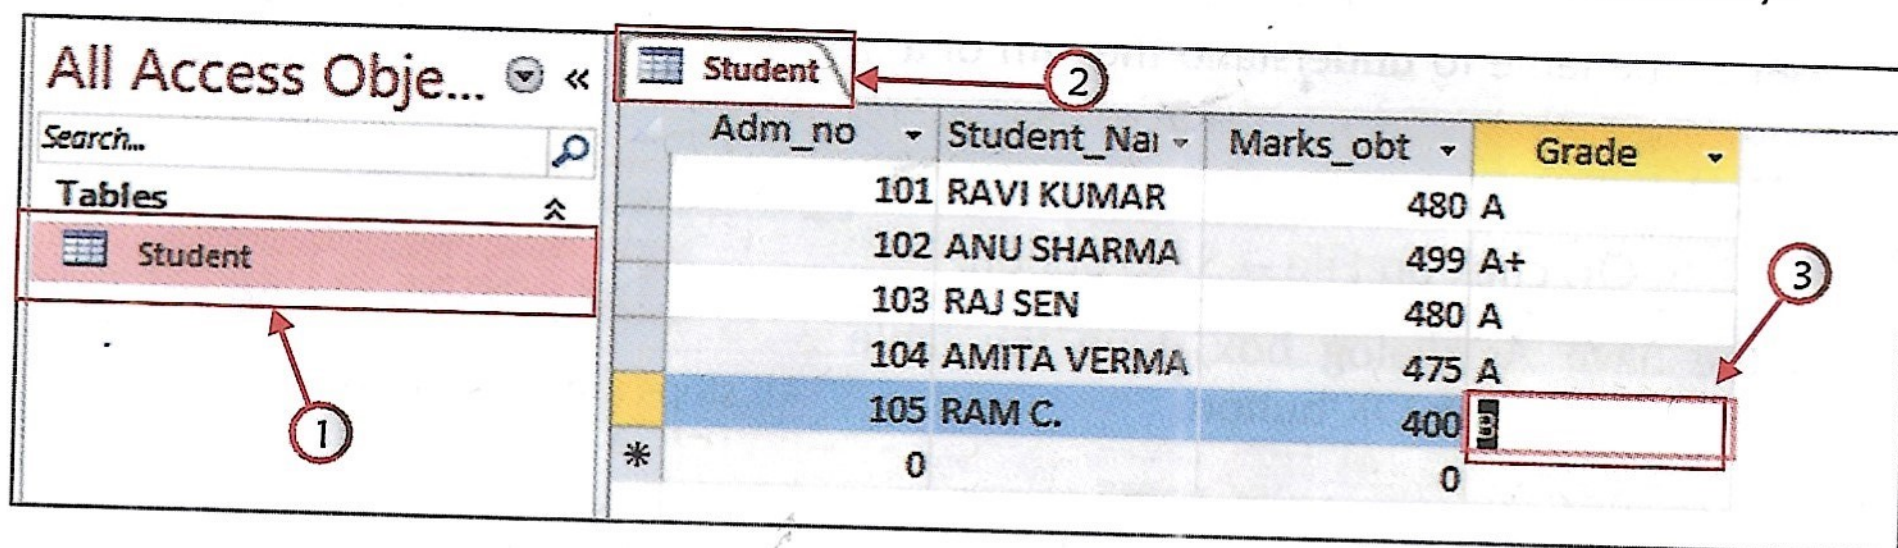 All Access Obje... «
Search...
Tables
Student
1
Student
2
Adm_no Student_Nai Marks_obt Grade
101 RAVI KUMAR 480 A
102 ANU SHARMA 499 A+
103 RAJ SEN 480 A
104 AMITA VERMA 475 A
105 RAM C. 400 B
* 0 0
3